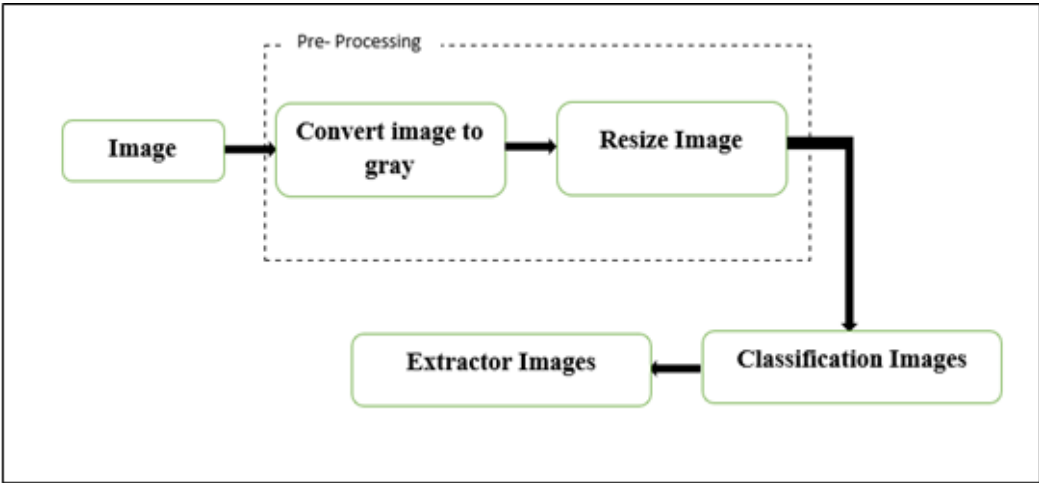 Pre- Processing
Image
Convert image to
gray
Resize Image
Classification Images
Extractor Images